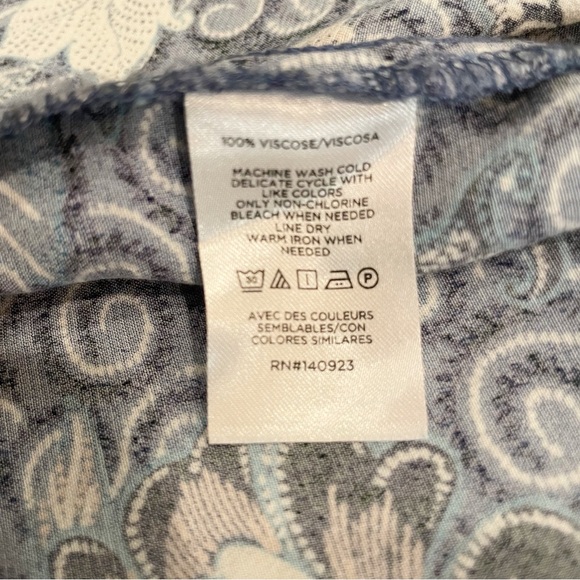 100% VISCOSE/VISCOSA
MACHINE WASH COLD
DELICATE CYCLE WITH
LIKE COLORS
ONLY NON-CHLORINE
BLEACH WHEN NEEDED
LINE DRY
WARM IRON WHEN
NEEDED
30 P
AVEC DES COULEURS
SEMBLABLES/CON
COLORES SIMILARES
RN#140923